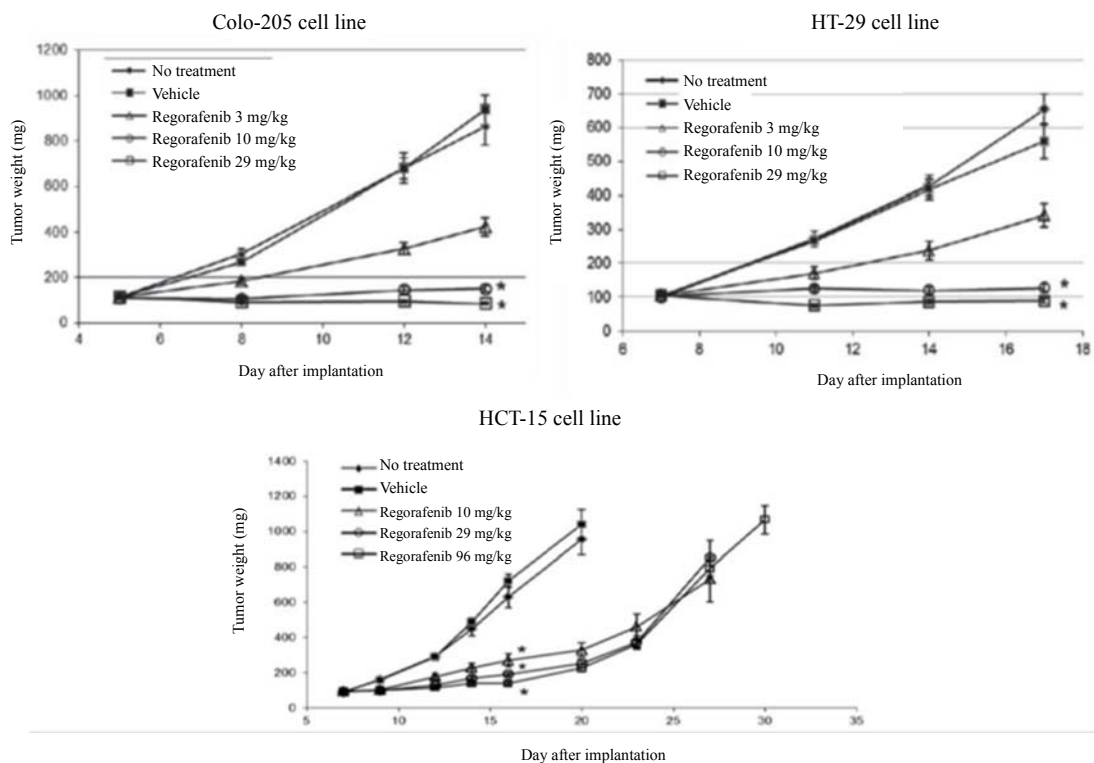 Colo-205 cell line
1200
1000
800
600
400
200
0
4 6 8 10 12 14
Tumor weight (mg)
Day after implantation
No treatment
Vehicle
Regorafenib 3 mg/kg
Regorafenib 10 mg/kg
Regorafenib 29 mg/kg
*
*
HT-29 cell line
800
700
600
500
400
300
200
100
0
6 8 10 12 14 16 18
Tumor weight (mg)
Day after implantation
No treatment
Vehicle
Regorafenib 3 mg/kg
Regorafenib 10 mg/kg
Regorafenib 29 mg/kg
*
*
HCT-15 cell line
1400
1200
1000
800
600
400
200
0
5 10 15 20 25 30 35
Tumor weight (mg)
Day after implantation
No treatment
Vehicle
Regorafenib 10 mg/kg
Regorafenib 29 mg/kg
Regorafenib 96 mg/kg
*
*
*